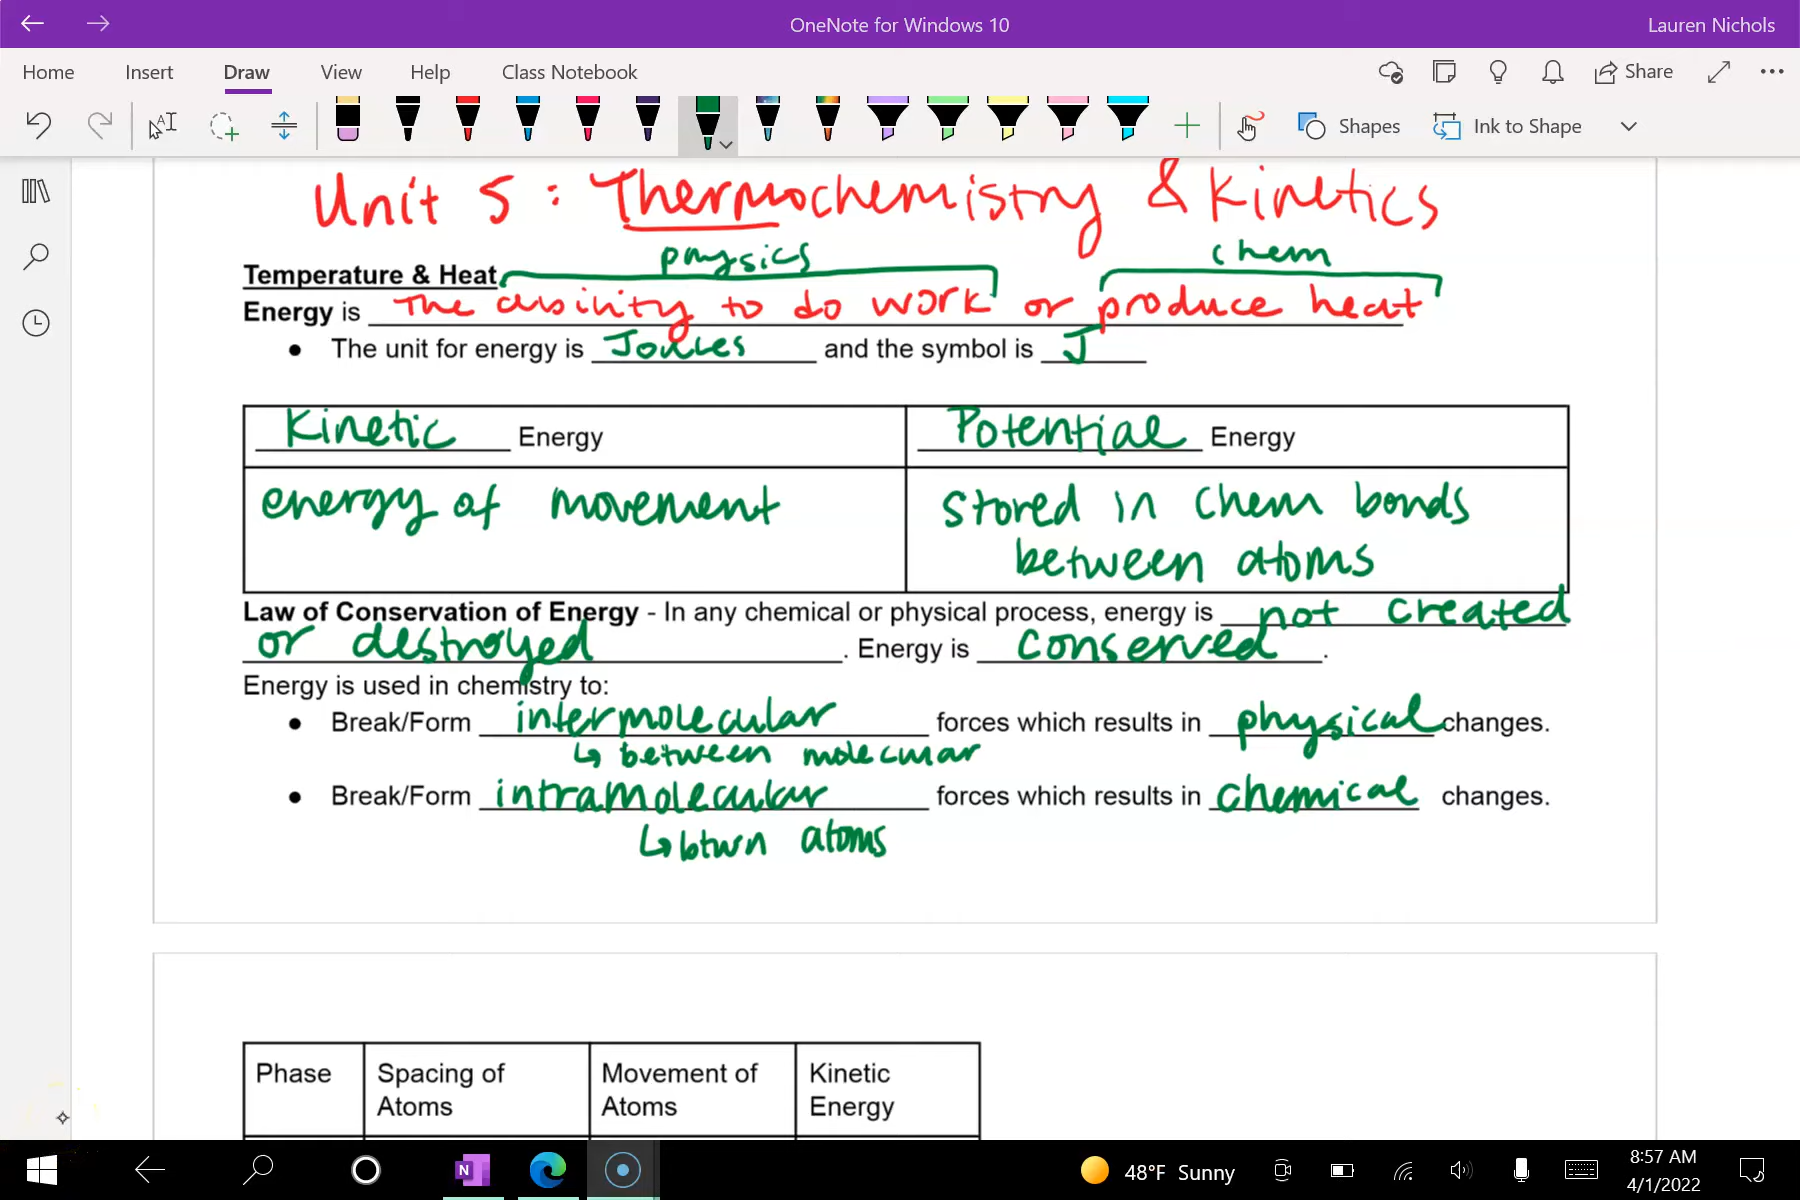 OneNote for Windows 10
Lauren Nichols
Home Insert Draw View Help Class Notebook Share
Shapes Ink to Shape
Unit 5 : Thermochemistry & Kinetics
physics chem
Temperature & Heat
Energy is the ability to do work or produce heat
• The unit for energy is Joules and the symbol is J
Kinetic Energy Potential Energy
energy of movement stored in chem bonds
between atoms
Law of Conservation of Energy - In any chemical or physical process, energy is not created
or destroyed . Energy is conserved .
Energy is used in chemistry to:
• Break/Form intermolecular forces which results in physical changes.
↳ between molecular
• Break/Form intramolecular forces which results in chemical changes.
↳ btwn atoms
Phase Spacing of Movement of Kinetic
Atoms Atoms Energy
48°F Sunny
8:57 AM
4/1/2022